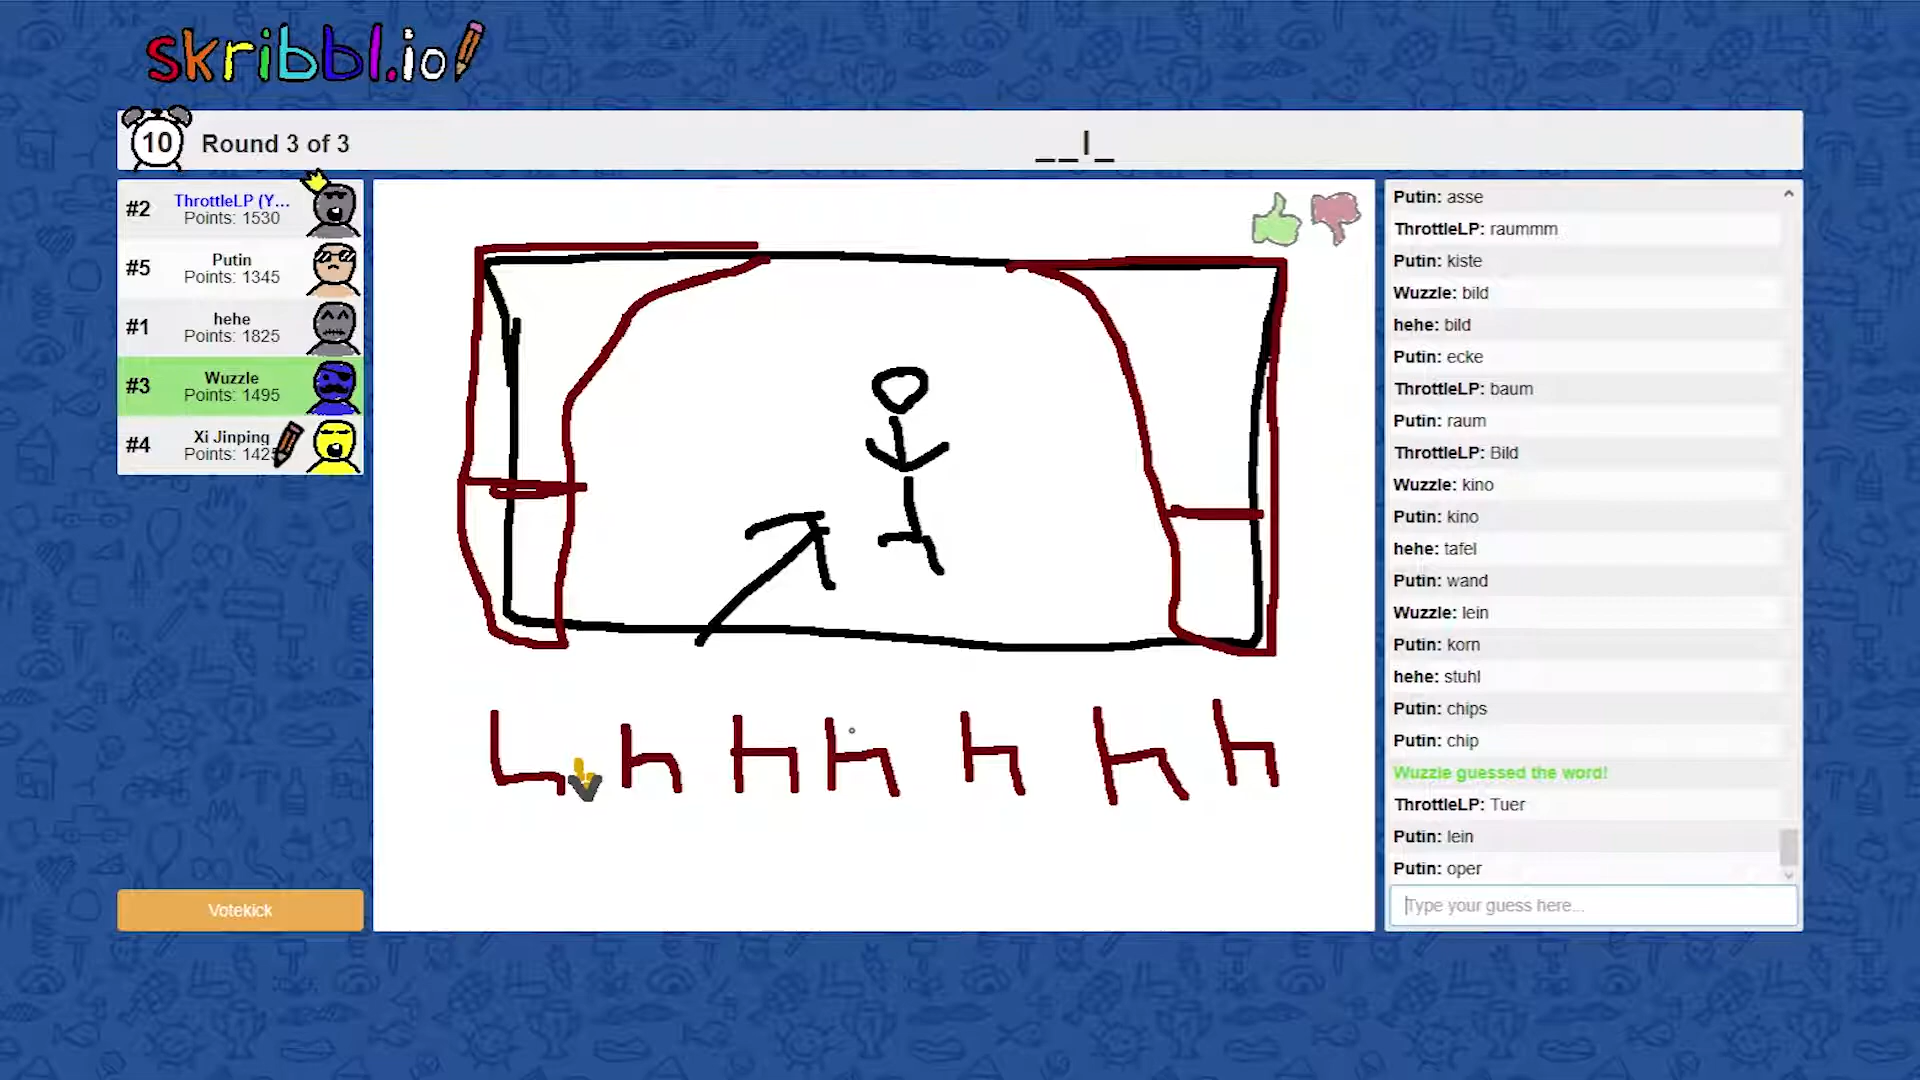 skribbl.io
10
Round 3 of 3
__l_
#2
ThrottleLP (Y...
Points: 1530
#5
Putin
Points: 1345
#1
hehe
Points: 1825
#3
Wuzzle
Points: 1495
#4
Xi Jinping
Points: 1425
Votekick
Putin: asse
ThrottleLP: raummm
Putin: kiste
Wuzzle: bild
hehe: bild
Putin: ecke
ThrottleLP: baum
Putin: raum
ThrottleLP: Bild
Wuzzle: kino
Putin: kino
hehe: tafel
Putin: wand
Wuzzle: lein
Putin: korn
hehe: stuhl
Putin: chips
Putin: chip
Wuzzle guessed the word!
ThrottleLP: Tuer
Putin: lein
Putin: oper
Type your guess here...